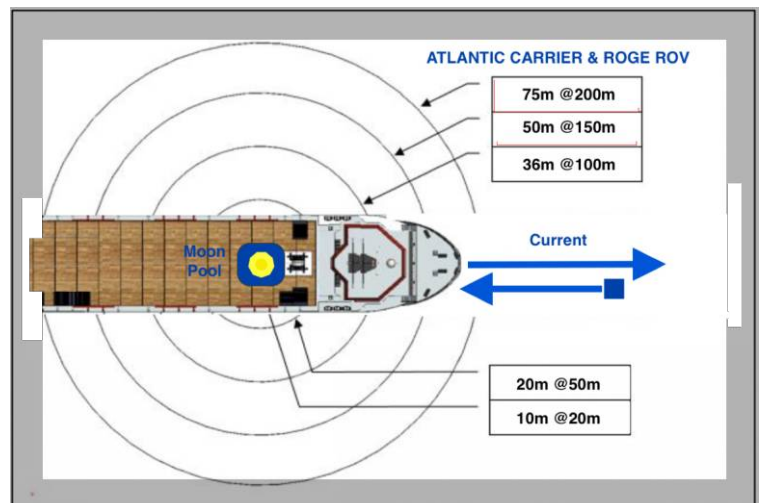 ATLANTIC CARRIER & ROGE ROV
75m @200m
50m @150m
36m @100m
Moon
Pool
Current
20m @50m
10m @20m